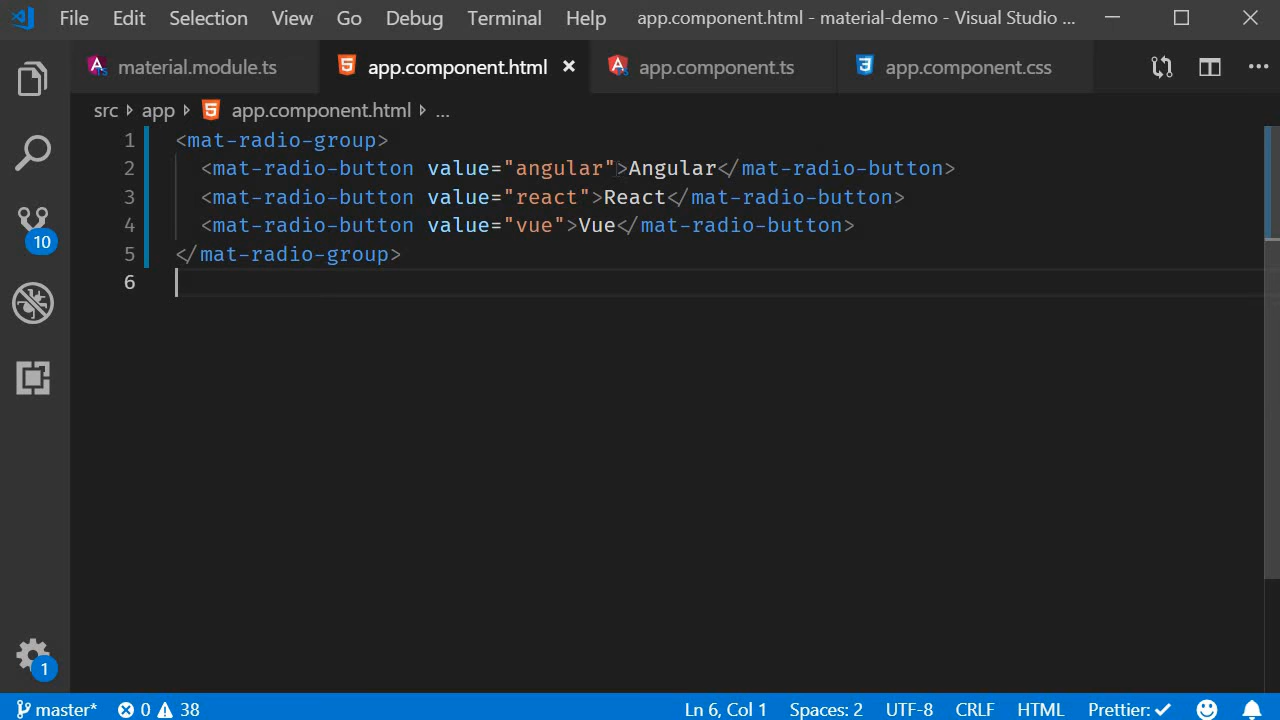 File Edit Selection View Go Debug Terminal Help app.component.html - material-demo - Visual Studio ...
material.module.ts app.component.html app.component.ts app.component.css
src app app.component.html ...
1 <mat-radio-group>
2 <mat-radio-button value="angular">Angular</mat-radio-button>
3 <mat-radio-button value="react">React</mat-radio-button>
4 <mat-radio-button value="vue">Vue</mat-radio-button>
5 </mat-radio-group>
6
10
1
master* 0 38 Ln 6, Col 1 Spaces: 2 UTF-8 CRLF HTML Prettier: ✓